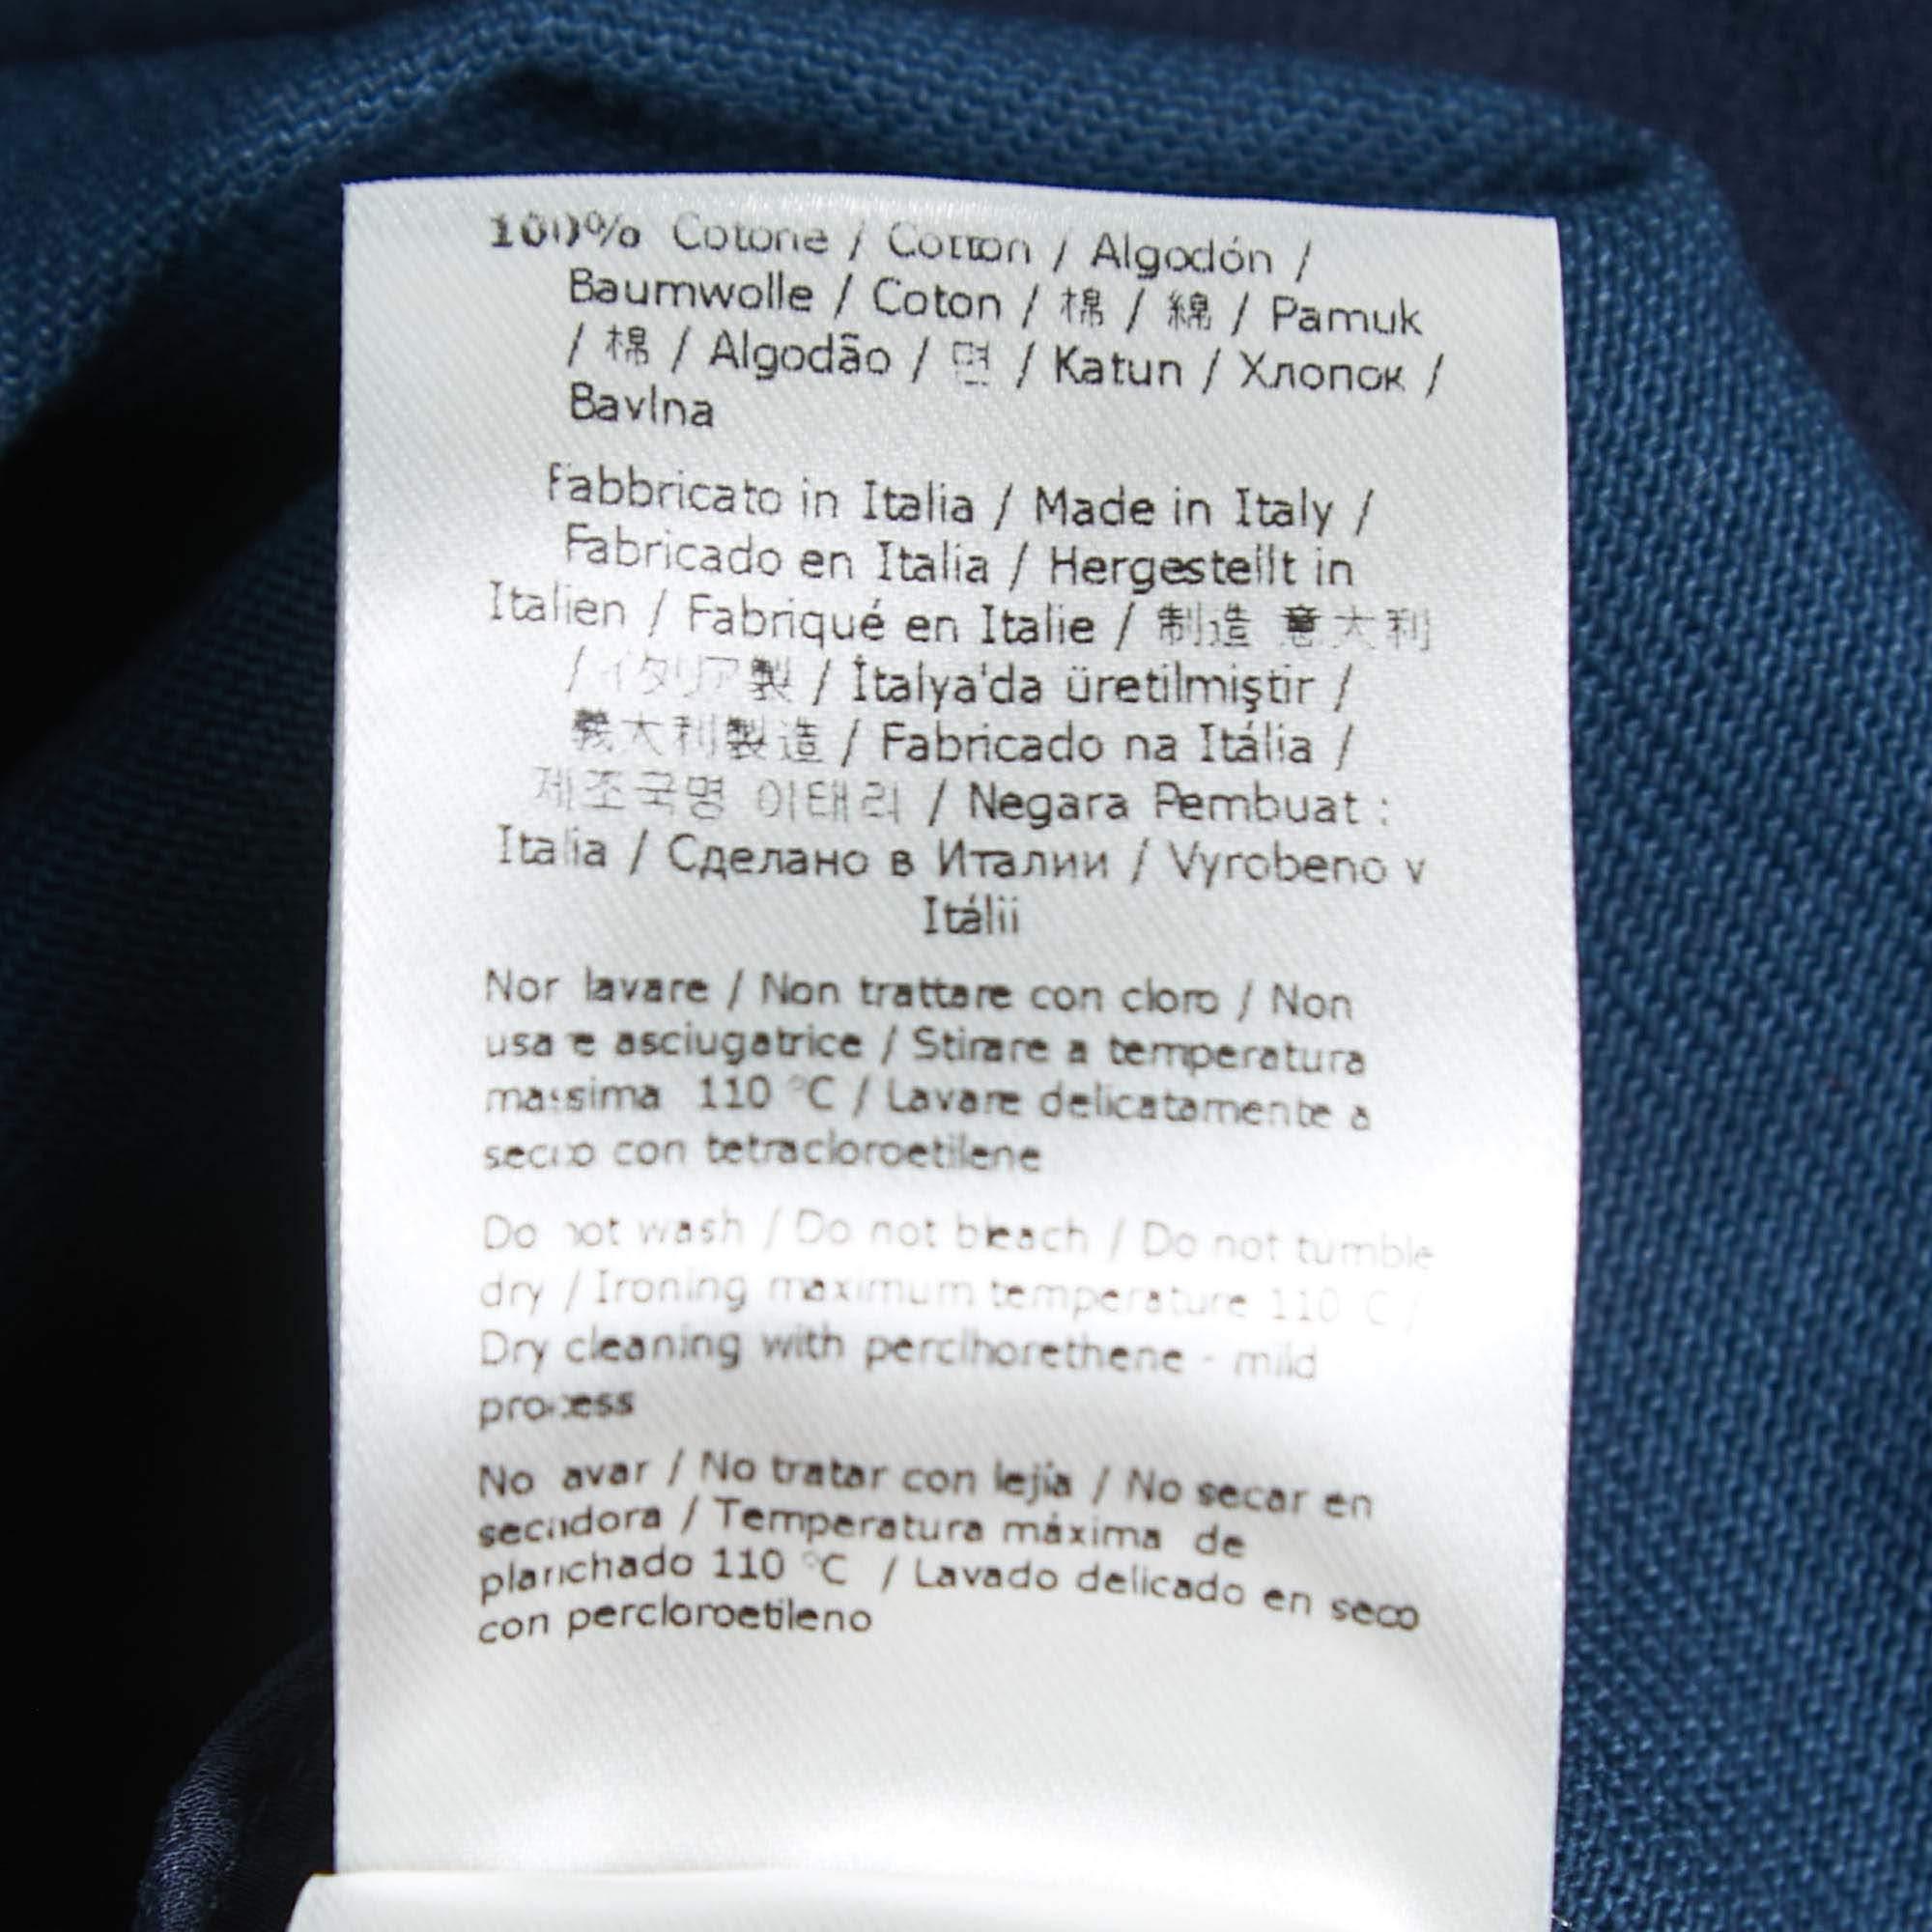 100% Cotone / Cotton / Algodón /
Baumwolle / Coton / 棉 / 綿 / Pamuk
/ 棉 / Algodão / 면 / Katun / Хлопок /
Bavlna
Fabbricato in Italia / Made in Italy /
Fabricado en Italia / Hergestellt in
Italien / Fabriqué en Italie / 制造 意大利
/ イタリア製 / İtalya'da üretilmiştir /
義大利製造 / Fabricado na Itália /
제조국명 이태리 / Negara Pembuat :
Italia / Сделано в Италии / Vyrobeno v
Itálii
Non lavare / Non trattare con cloro / Non
usare asciugatrice / Stirare a temperatura
massima 110 °C / Lavare delicatamente a
secco con tetracloroetilene
Do not wash / Do not bleach / Do not tumble
dry / Ironing maximum temperature 110 °C /
Dry cleaning with perclhorethene - mild
process
No lavar / No tratar con lejía / No secar en
secadora / Temperatura máxima de
planchado 110 °C / Lavado delicado en seco
con percloroetileno